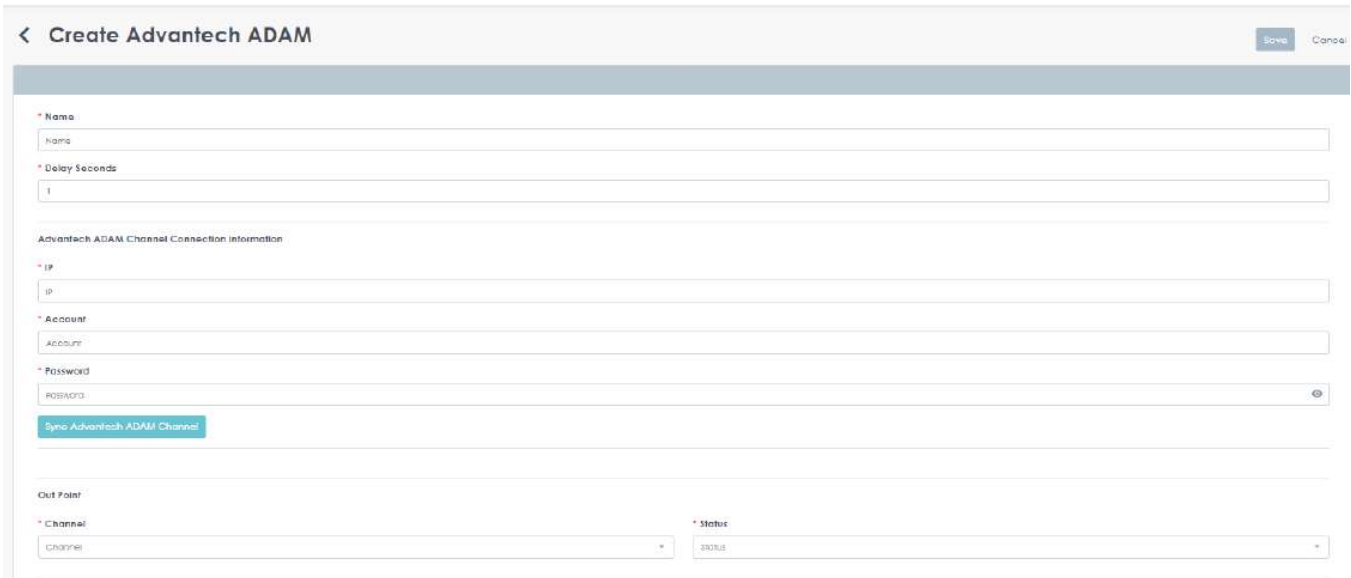 Create Advantech ADAM
Save Cancel
* Name
Name
* Delay Seconds
1
Advantech ADAM Channel Connection information
* IP
IP
* Account
Account
* Password
Password
Sync Advantech ADAM Channel
Out Point
* Channel * Status
Channel Status